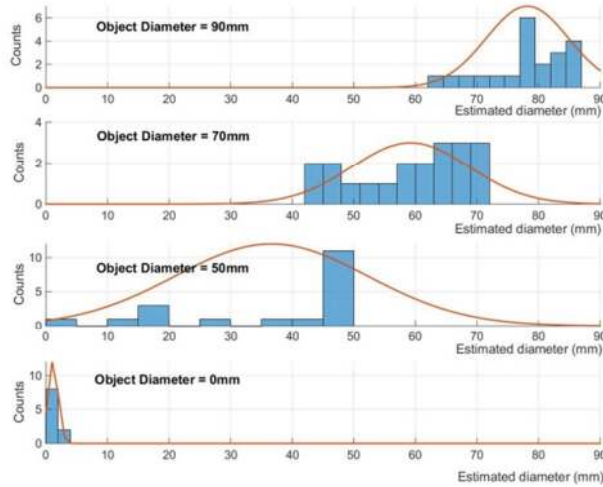 Object Diameter = 90mm
Counts
6
4
2
0
0 10 20 30 40 50 60 70 80 90
Estimated diameter (mm)
Object Diameter = 70mm
Counts
4
2
0
0 10 20 30 40 50 60 70 80 90
Estimated diameter (mm)
Object Diameter = 50mm
Counts
10
5
0
0 10 20 30 40 50 60 70 80 90
Estimated diameter (mm)
Object Diameter = 0mm
Counts
10
5
0
0 10 20 30 40 50 60 70 80 90
Estimated diameter (mm)